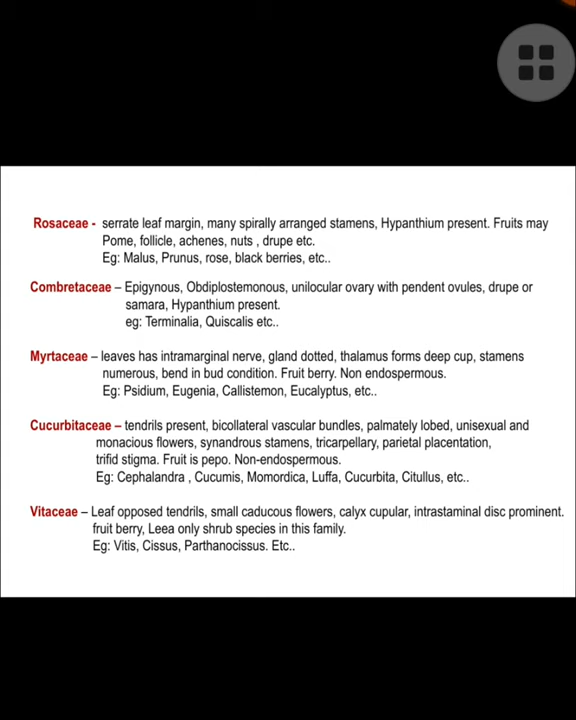 Rosaceae - serrate leaf margin, many spirally arranged stamens, Hypanthium present. Fruits may
Pome, follicle, achenes, nuts , drupe etc.
Eg: Malus, Prunus, rose, black berries, etc..
Combretaceae – Epigynous, Obdiplostemonous, unilocular ovary with pendent ovules, drupe or
samara, Hypanthium present.
eg: Terminalia, Quiscalis etc..
Myrtaceae – leaves has intramarginal nerve, gland dotted, thalamus forms deep cup, stamens
numerous, bend in bud condition. Fruit berry. Non endospermous.
Eg: Psidium, Eugenia, Callistemon, Eucalyptus, etc..
Cucurbitaceae – tendrils present, bicollateral vascular bundles, palmately lobed, unisexual and
monacious flowers, synandrous stamens, tricarpellary, parietal placentation,
trifid stigma. Fruit is pepo. Non-endospermous.
Eg: Cephalandra , Cucumis, Momordica, Luffa, Cucurbita, Citullus, etc..
Vitaceae – Leaf opposed tendrils, small caducous flowers, calyx cupular, intrastaminal disc prominent.
fruit berry, Leea only shrub species in this family.
Eg: Vitis, Cissus, Parthanocissus. Etc..